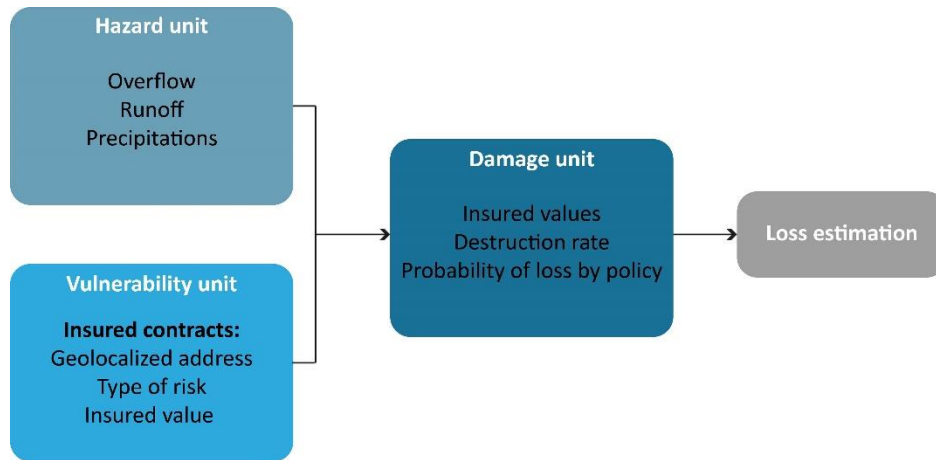 Hazard unit
Overflow
Runoff
Precipitations
Vulnerability unit
Insured contracts:
Geolocalized address
Type of risk
Insured value
Damage unit
Insured values
Destruction rate
Probability of loss by policy
Loss estimation